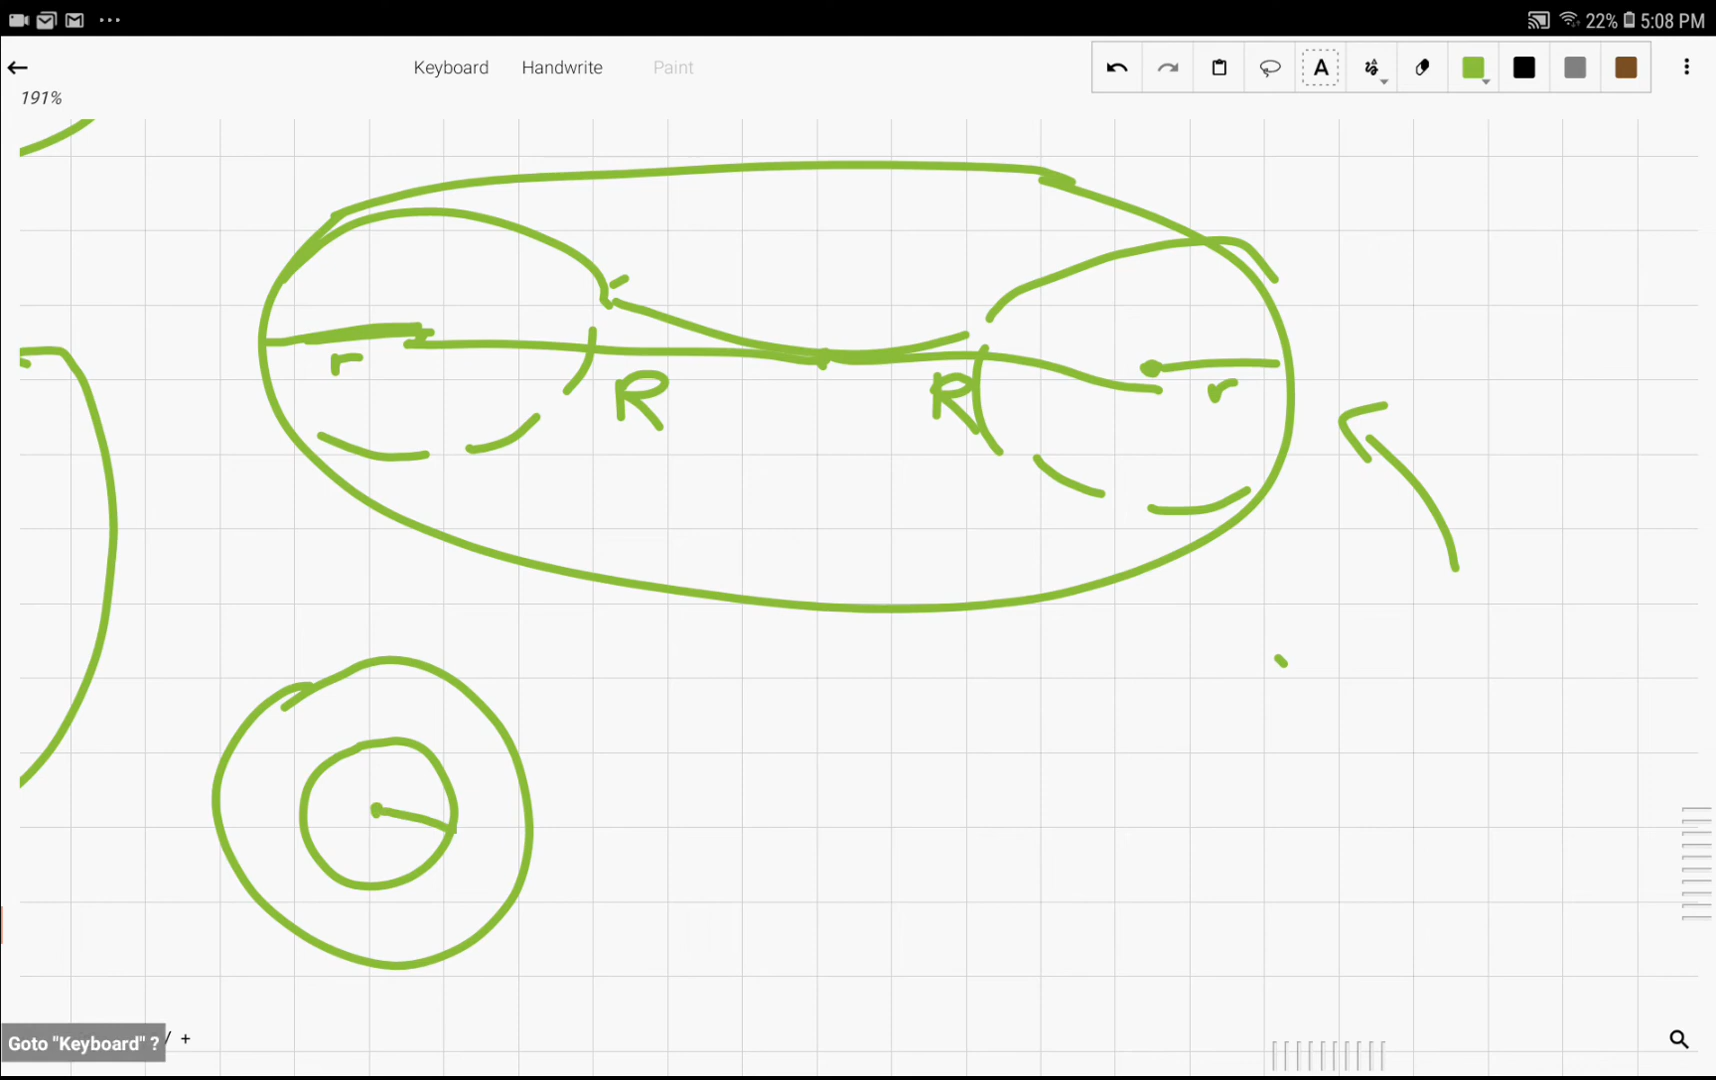 22% 5:08 PM
Keyboard Handwrite Paint
A
191%
r
R
R
r
Goto "Keyboard" ? / +